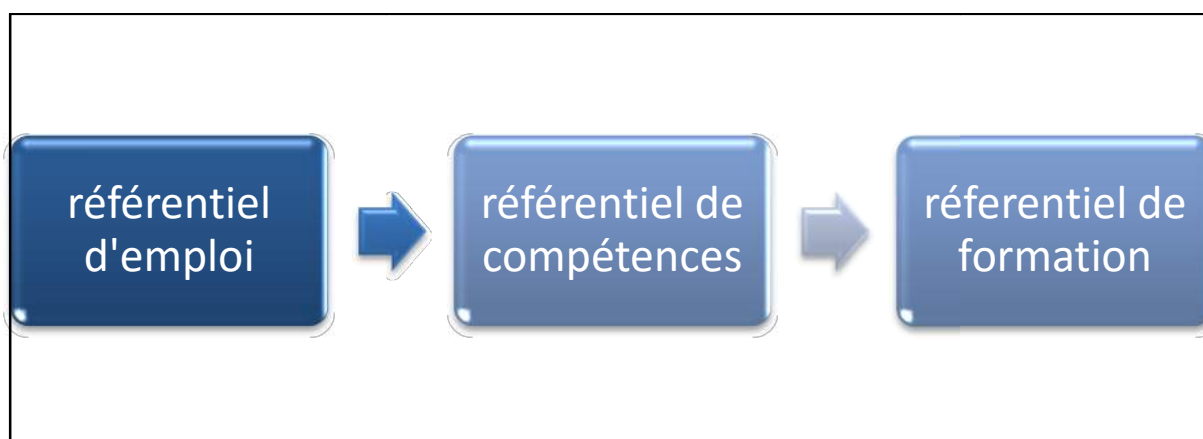 référentiel
d'emploi
référentiel de
compétences
réferentiel de
formation